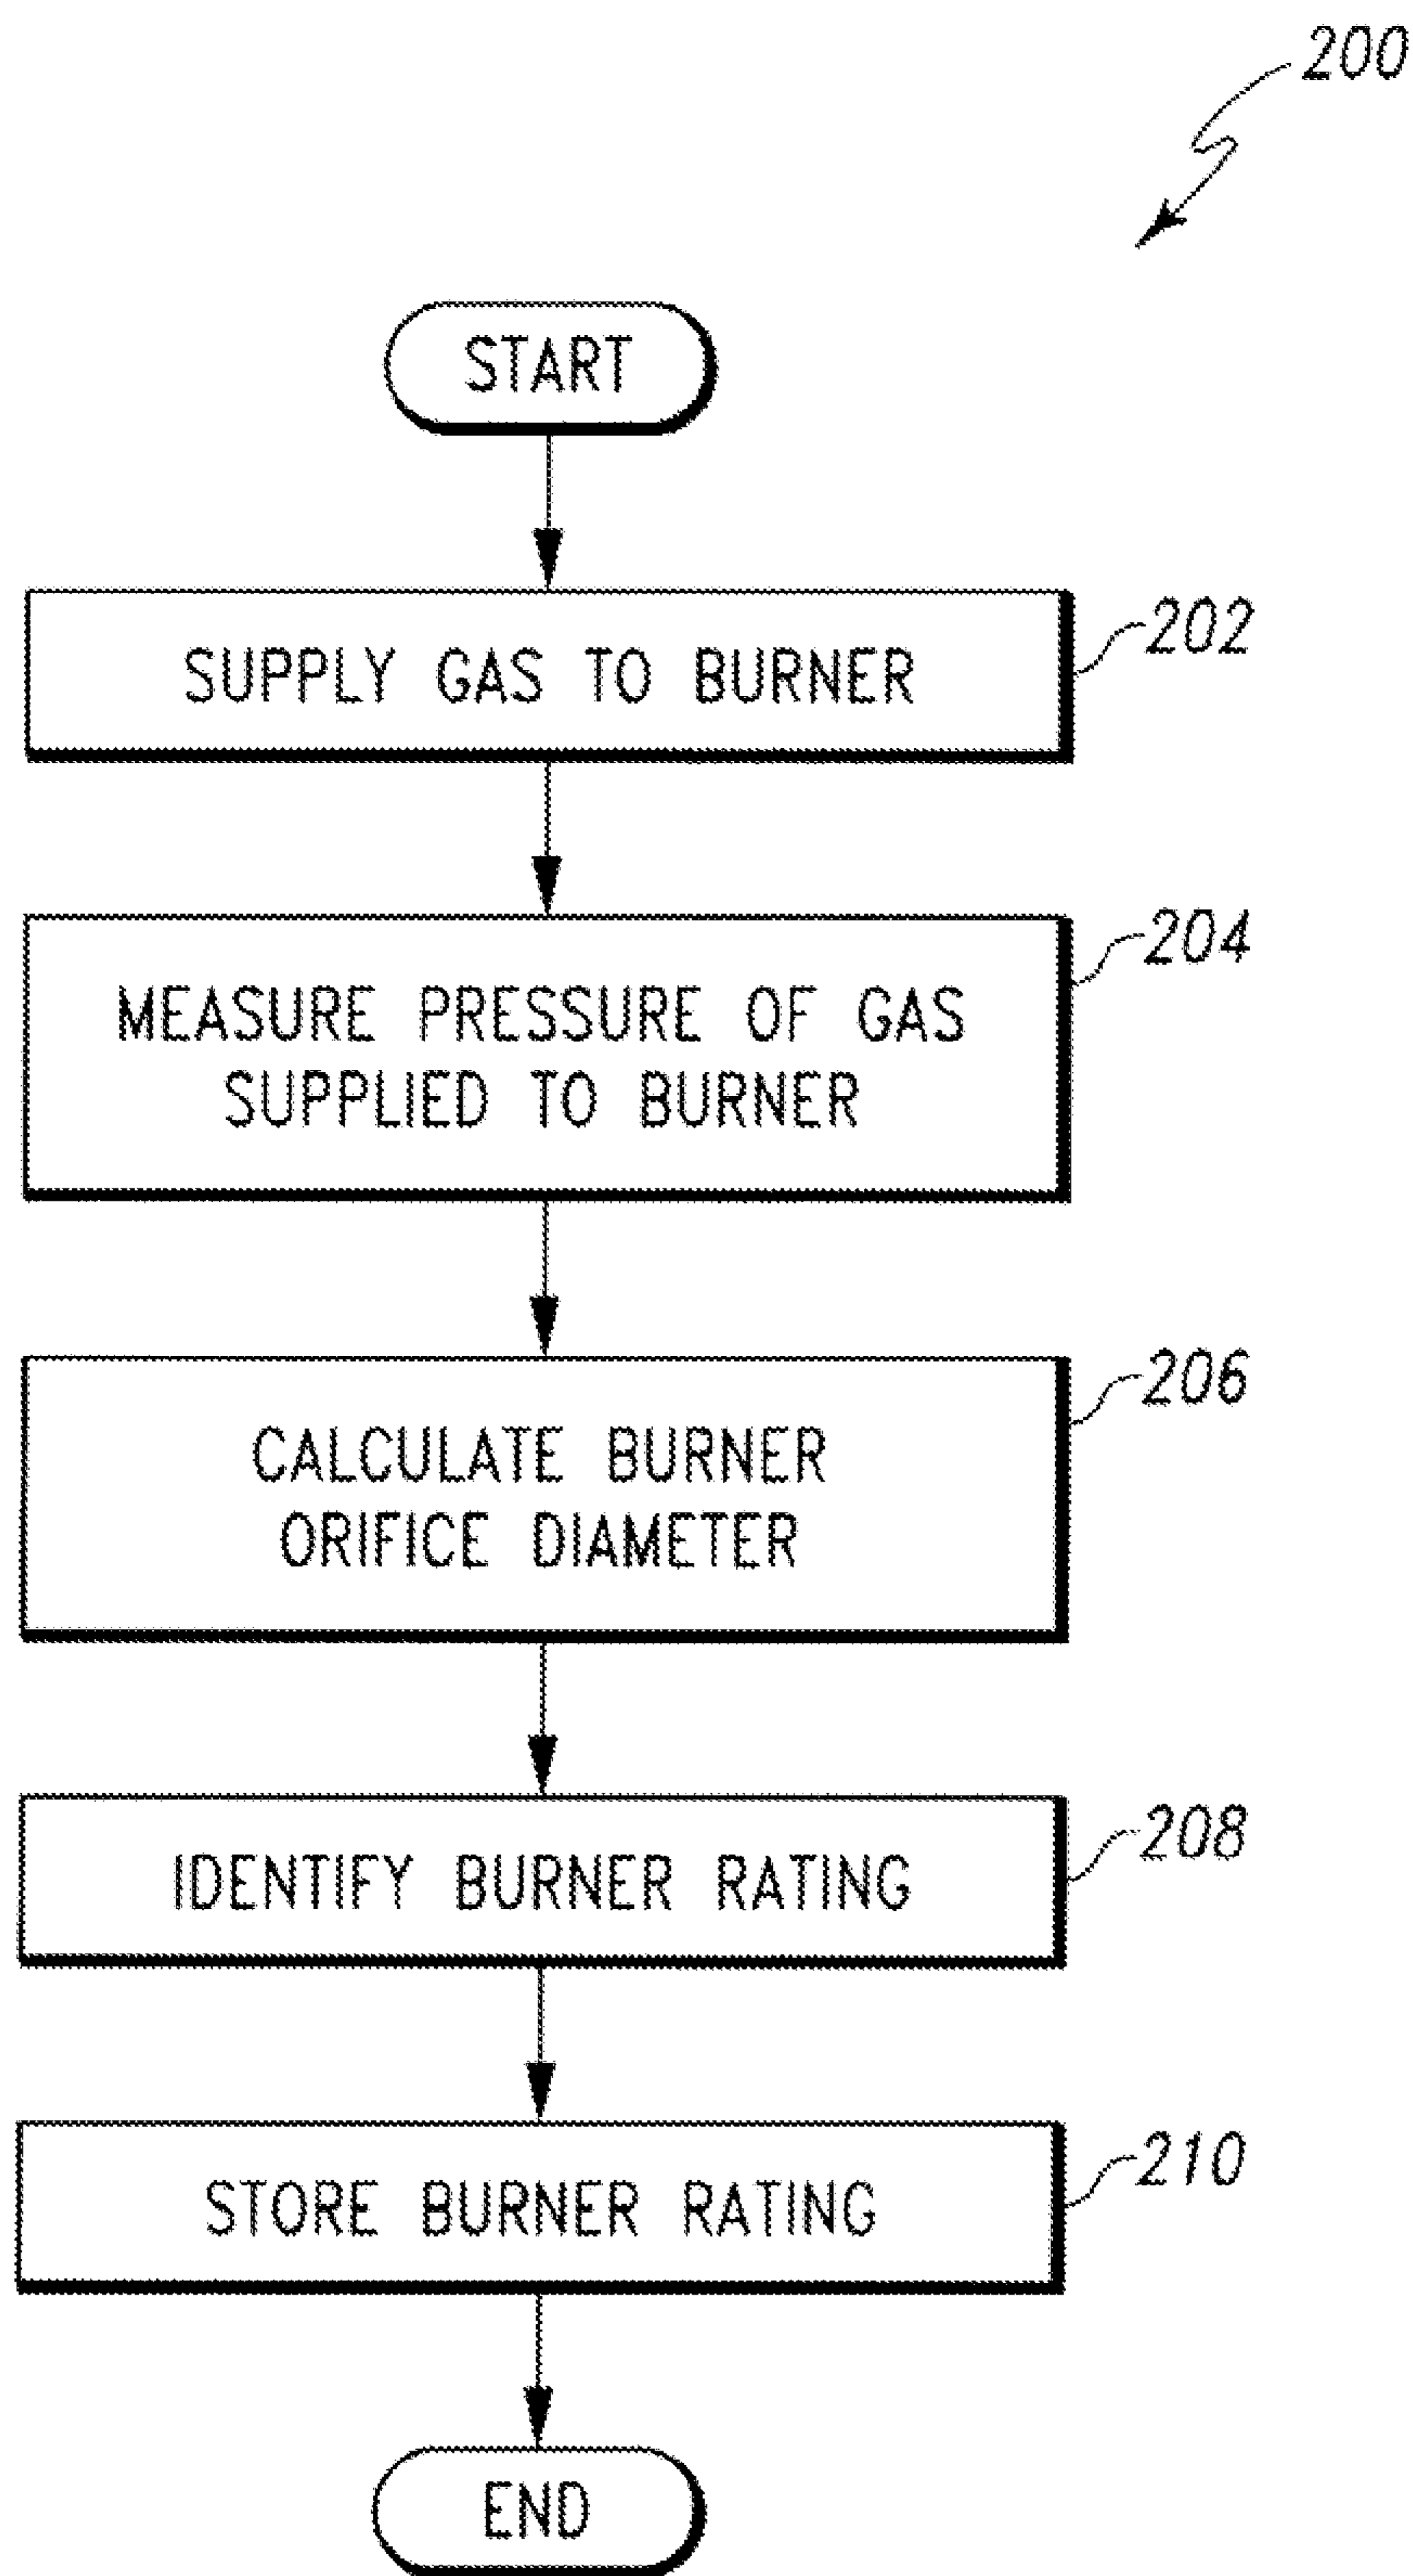 200
START
SUPPLY GAS TO BURNER
202
MEASURE PRESSURE OF GAS
SUPPLIED TO BURNER
204
CALCULATE BURNER
ORIFICE DIAMETER
206
IDENTIFY BURNER RATING
208
STORE BURNER RATING
210
END